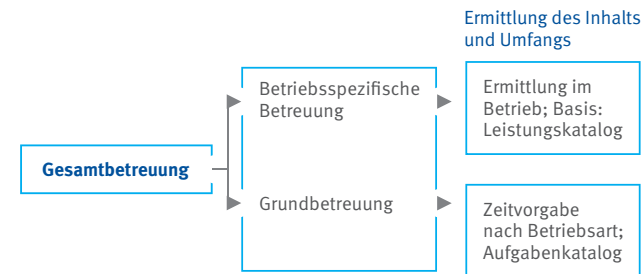 Ermittlung des Inhalts
und Umfangs
Betriebsspezifische
Betreuung
Ermittlung im
Betrieb; Basis:
Leistungskatalog
Gesamtbetreuung
Grundbetreuung
Zeitvorgabe
nach Betriebsart;
Aufgabenkatalog